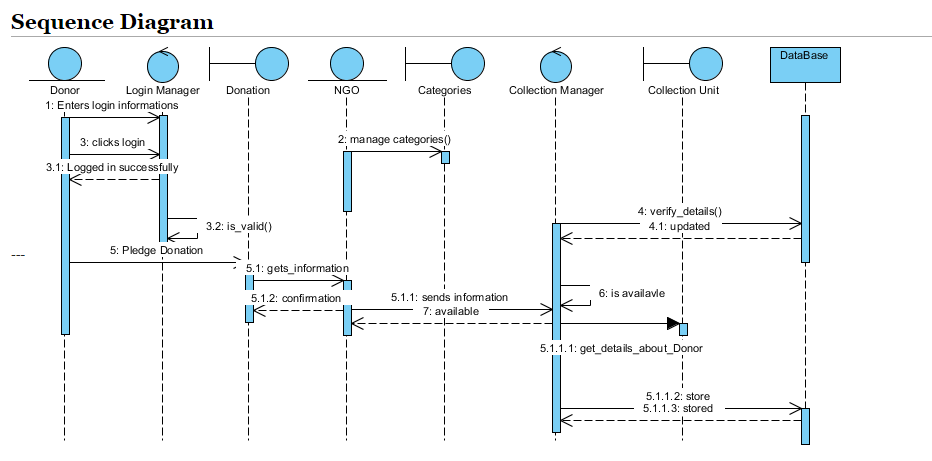 Sequence Diagram
DataBase
Donor
Login Manager
Donation
NGO
Categories
Collection Manager
Collection Unit
1: Enters login informations
3: clicks login
2: manage categories()
3.1: Logged in successfully
4: verify_details()
3.2: is_valid()
4.1: updated
5: Pledge Donation
---
5.1: gets_information
6: is availavle
5.1.2: confirmation
5.1.1: sends information
7: available
5.1.1.1: get_details_about_Donor
5.1.1.2: store
5.1.1.3: stored